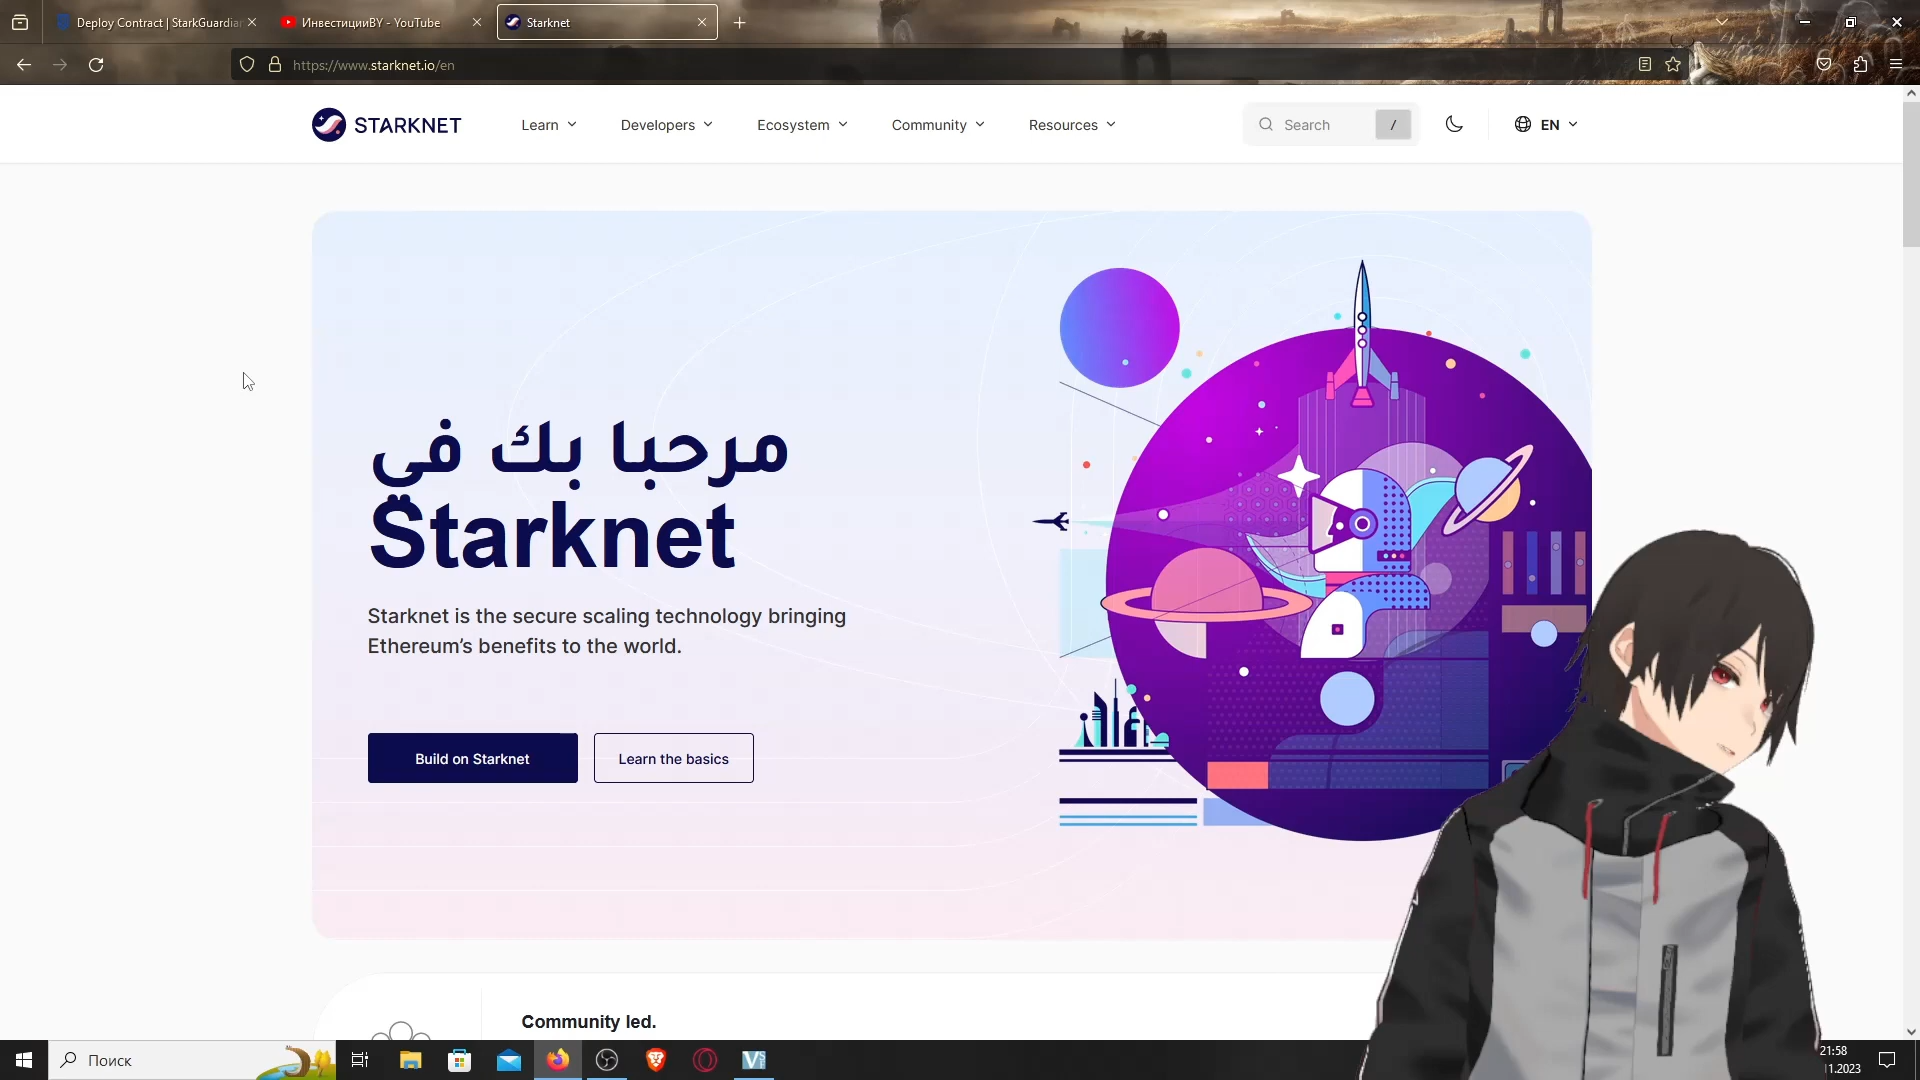 Deploy Contract | StarkGuardia
ИнвестицииBY - YouTube
Starknet
https://www.starknet.io/en
STARKNET
Learn
Developers
Ecosystem
Community
Resources
Search
/
EN
مرحبا بك في
Starknet
Starknet is the secure scaling technology bringing
Ethereum’s benefits to the world.
Build on Starknet
Learn the basics
Community led.
Поиск
21:58
11.2023